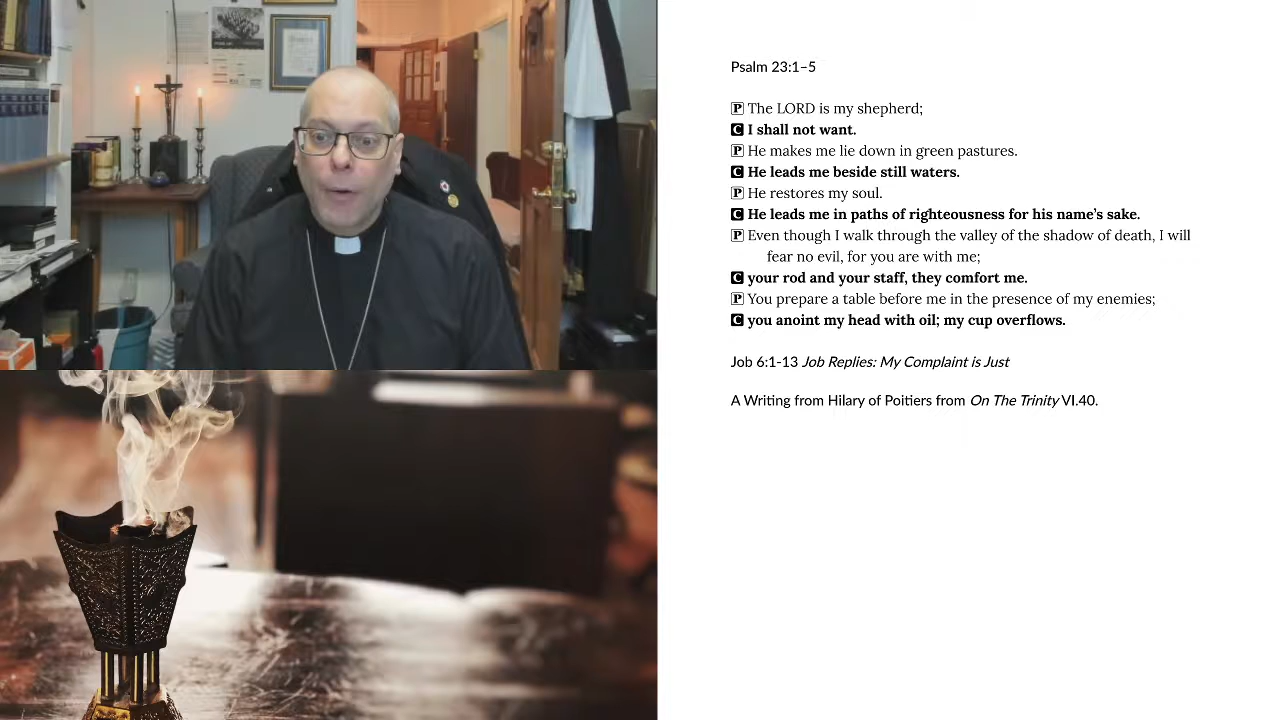 Psalm 23:1–5
P The LORD is my shepherd;
C I shall not want.
P He makes me lie down in green pastures.
C He leads me beside still waters.
P He restores my soul.
C He leads me in paths of righteousness for his name’s sake.
P Even though I walk through the valley of the shadow of death, I will
fear no evil, for you are with me;
C your rod and your staff, they comfort me.
P You prepare a table before me in the presence of my enemies;
C you anoint my head with oil; my cup overflows.
Job 6:1-13 Job Replies: My Complaint is Just
A Writing from Hilary of Poitiers from On The Trinity VI.40.